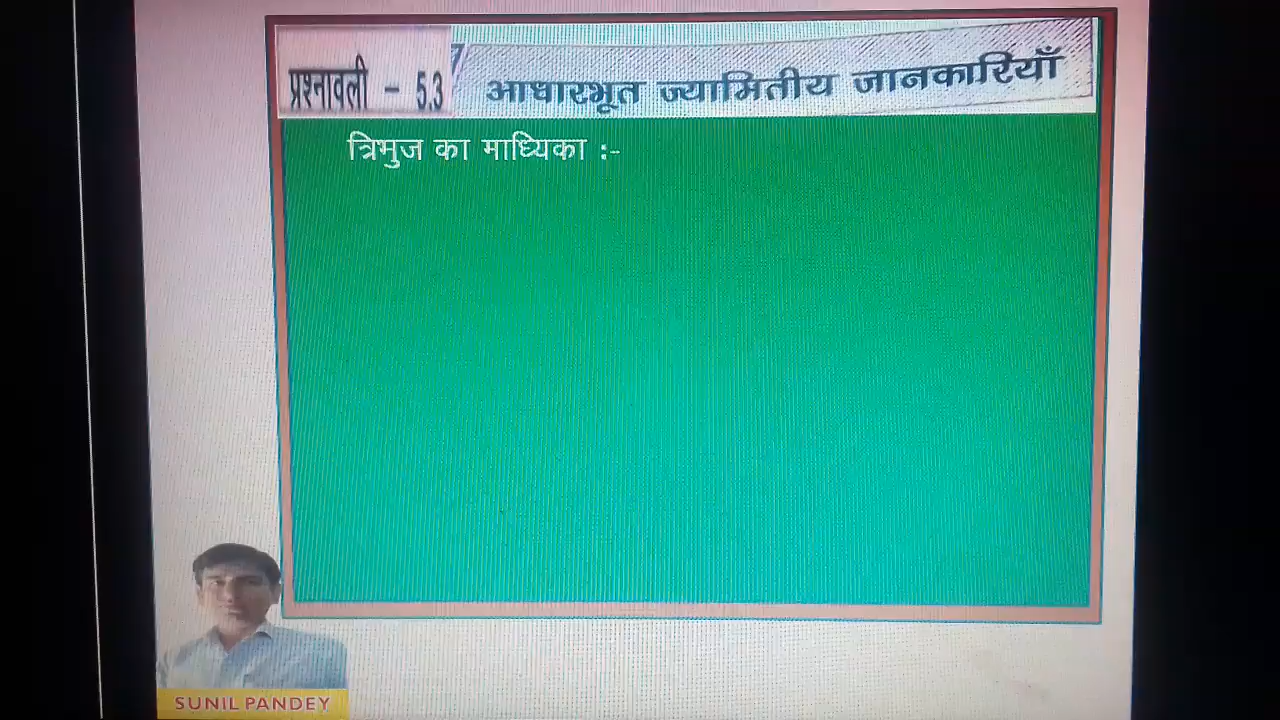 प्रश्नावली - 5.3
आधारभूत ज्यामितीय जानकारियाँ
त्रिभुज का माध्यिका :-
SUNIL PANDEY